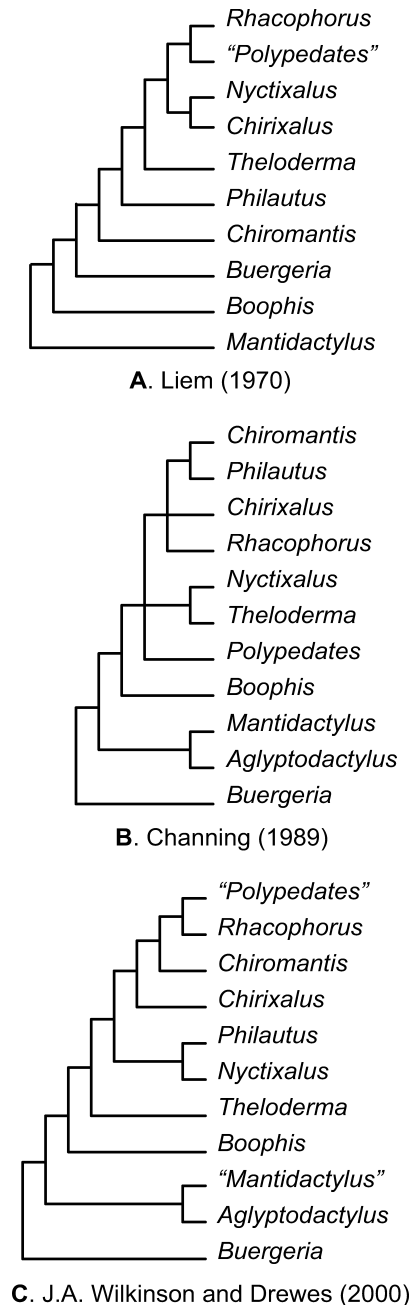 Rhacophorus
“Polypedates”
Nyctixalus
Chirixalus
Theloderma
Philautus
Chiromantis
Buergeria
Boophis
Mantidactylus
A. Liem (1970)
Chiromantis
Philautus
Chirixalus
Rhacophorus
Nyctixalus
Theloderma
Polypedates
Boophis
Mantidactylus
Aglyptodactylus
Buergeria
B. Channing (1989)
“Polypedates”
Rhacophorus
Chiromantis
Chirixalus
Philautus
Nyctixalus
Theloderma
Boophis
“Mantidactylus”
Aglyptodactylus
Buergeria
C. J.A. Wilkinson and Drewes (2000)